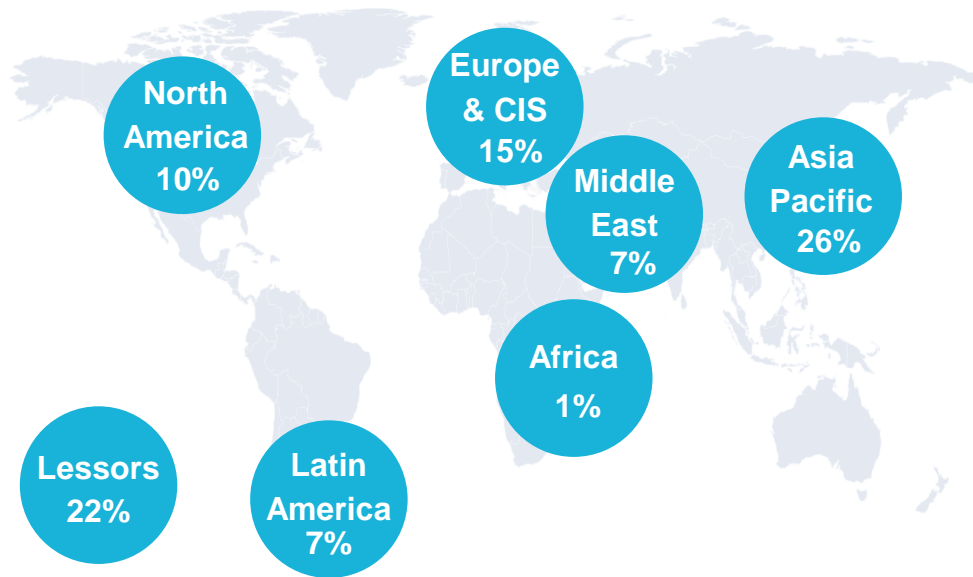 North
America
10%
Europe
& CIS
15%
Middle
East
7%
Asia
Pacific
26%
Africa
1%
Lessors
22%
Latin
America
7%